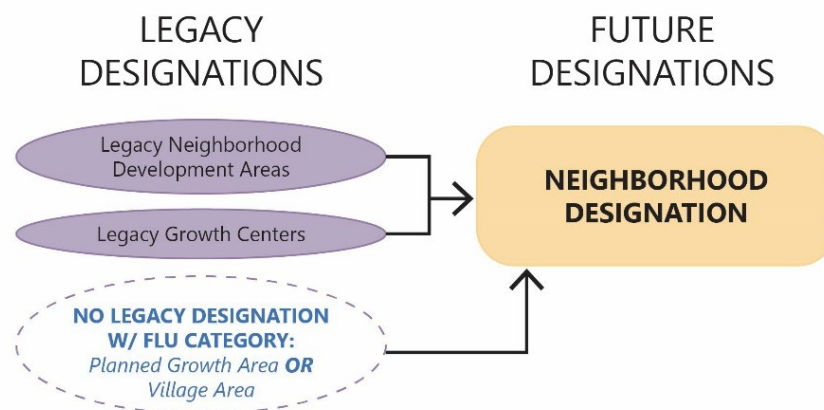 LEGACY
DESIGNATIONS
FUTURE
DESIGNATIONS
Legacy Neighborhood
Development Areas
Legacy Growth Centers
NO LEGACY DESIGNATION
W/ FLU CATEGORY:
Planned Growth Area OR
Village Area
NEIGHBORHOOD
DESIGNATION